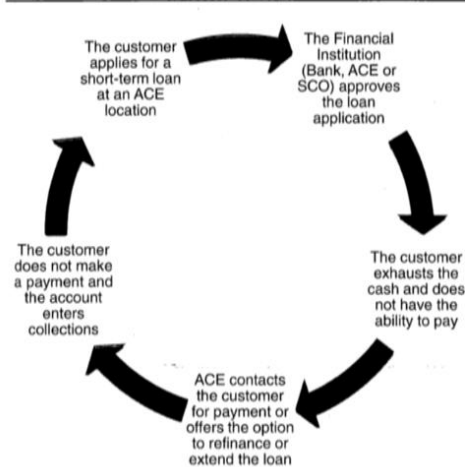 The customer
applies for a
short-term loan
at an ACE
location
The Financial
Institution
(Bank, ACE or
SCO) approves
the loan
application
The customer
exhausts the
cash and does
not have the
ability to pay
ACE contacts
the customer
for payment or
offers the option
to refinance or
extend the loan
The customer
does not make
a payment and
the account
enters
collections